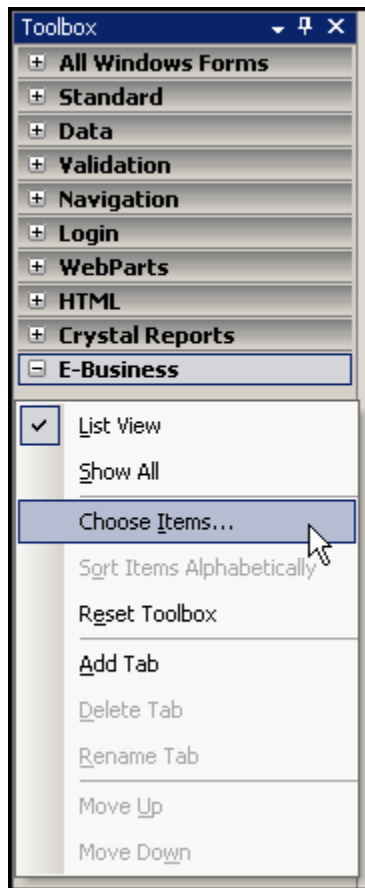 Toolbox
All Windows Forms
Standard
Data
Validation
Navigation
Login
WebParts
HTML
Crystal Reports
E-Business
List View
Show All
Choose Items...
Sort Items Alphabetically
Reset Toolbox
Add Tab
Delete Tab
Rename Tab
Move Up
Move Down